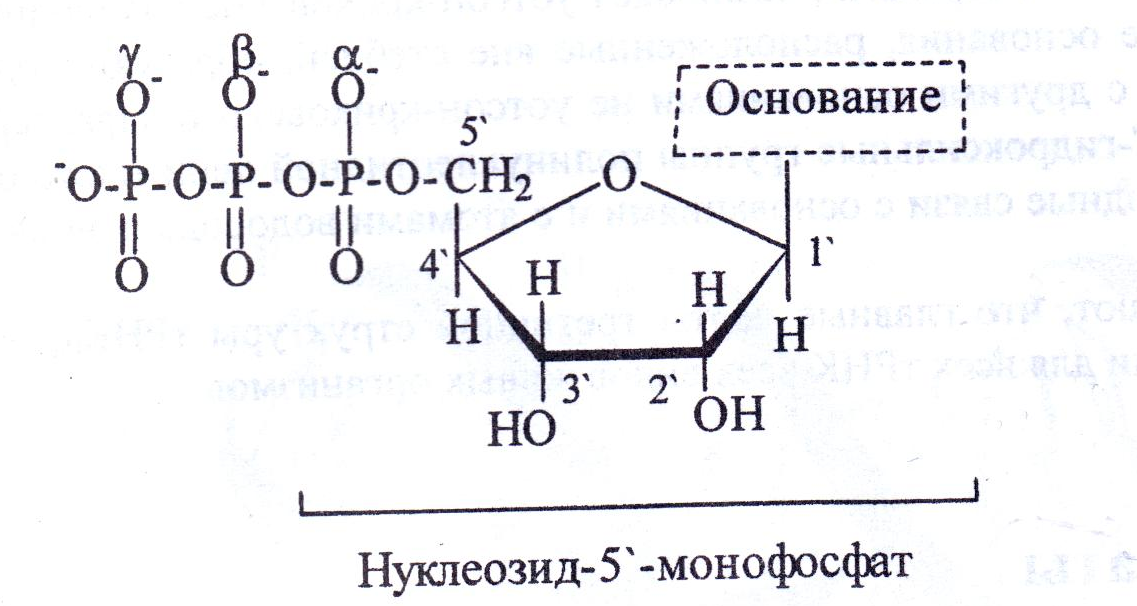 γ β α
O⁻ O⁻ O⁻ Основание
5`
⁻O-P-O-P-O-P-O-CH₂ O
4` H H 1`
O O O
H H
3` 2`
HO OH
Нуклеозид-5`-монофосфат